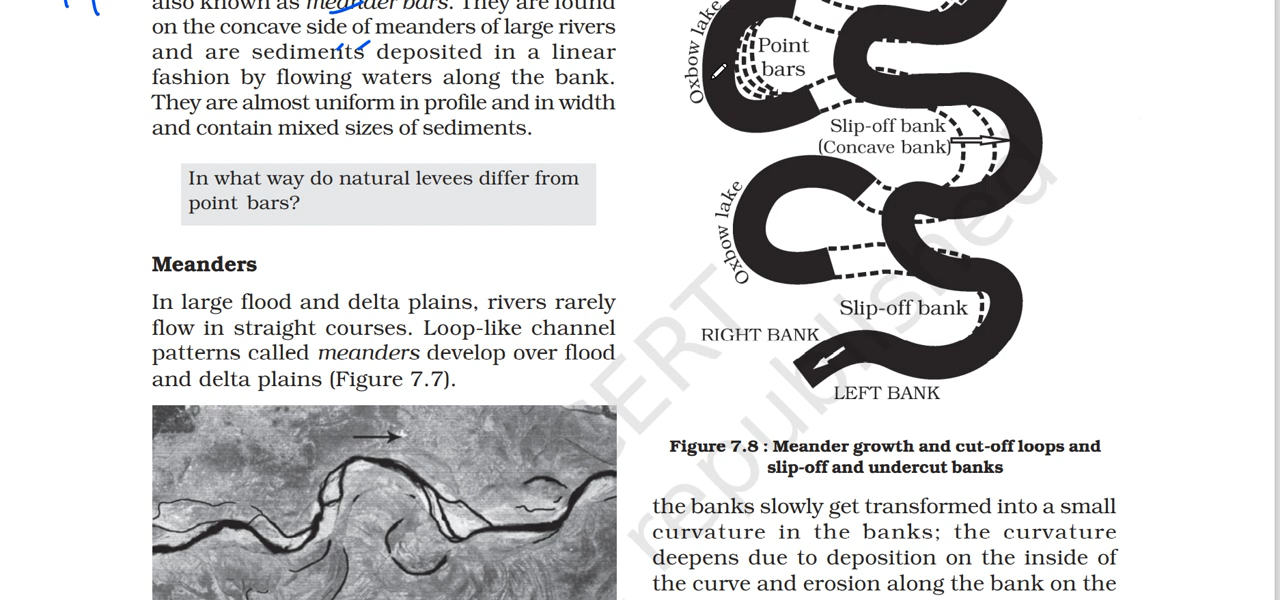 also known as meander bars. They are found
on the concave side of meanders of large rivers
and are sediments deposited in a linear
fashion by flowing waters along the bank.
They are almost uniform in profile and in width
and contain mixed sizes of sediments.
In what way do natural levees differ from
point bars?
Meanders
In large flood and delta plains, rivers rarely
flow in straight courses. Loop-like channel
patterns called meanders develop over flood
and delta plains (Figure 7.7).
Oxbow lake
Point
bars
Slip-off bank
(Concave bank)
Oxbow lake
Slip-off bank
RIGHT BANK
LEFT BANK
Figure 7.8 : Meander growth and cut-off loops and
slip-off and undercut banks
the banks slowly get transformed into a small
curvature in the banks; the curvature
deepens due to deposition on the inside of
the curve and erosion along the bank on the
republished